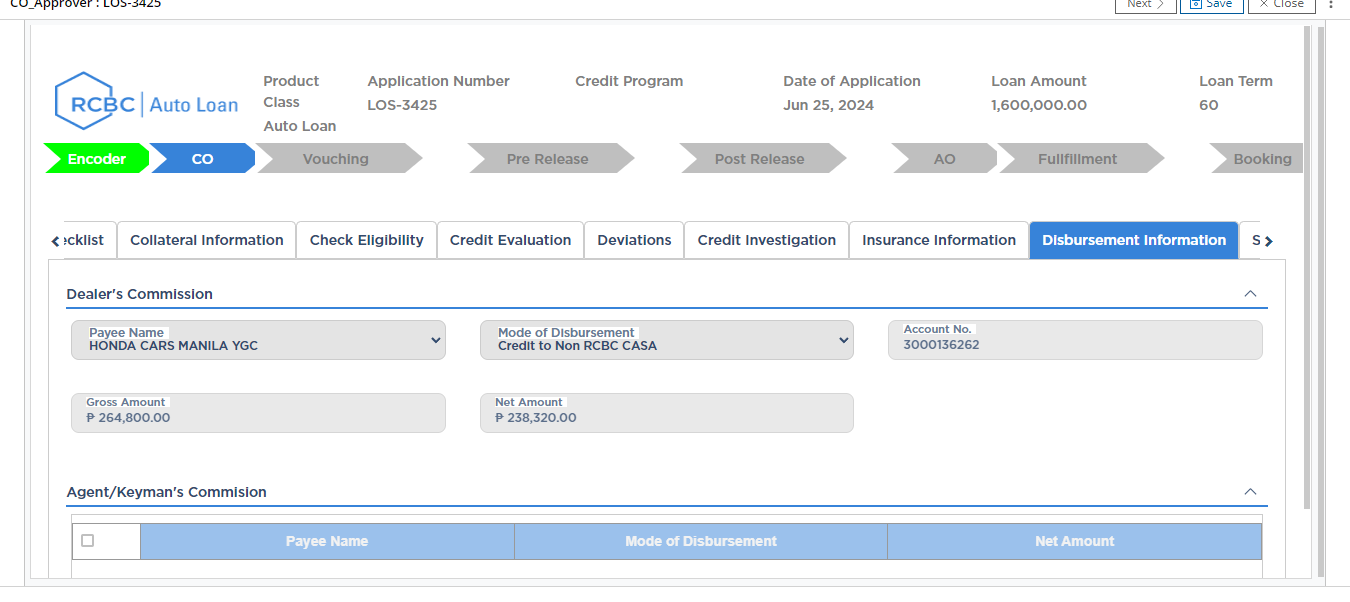 CO_Approver : LOS-3425
Next
Save
Close
RCBC Auto Loan
Product Class
Auto Loan
Application Number
LOS-3425
Credit Program
Date of Application
Jun 25, 2024
Loan Amount
1,600,000.00
Loan Term
60
Encoder
CO
Vouching
Pre Release
Post Release
AO
Fullfillment
Booking
ecklist
Collateral Information
Check Eligibility
Credit Evaluation
Deviations
Credit Investigation
Insurance Information
Disbursement Information
S
Dealer's Commission
Payee Name
HONDA CARS MANILA YGC
Mode of Disbursement
Credit to Non RCBC CASA
Account No.
3000136262
Gross Amount
₱ 264,800.00
Net Amount
₱ 238,320.00
Agent/Keyman's Commision
Payee Name
Mode of Disbursement
Net Amount